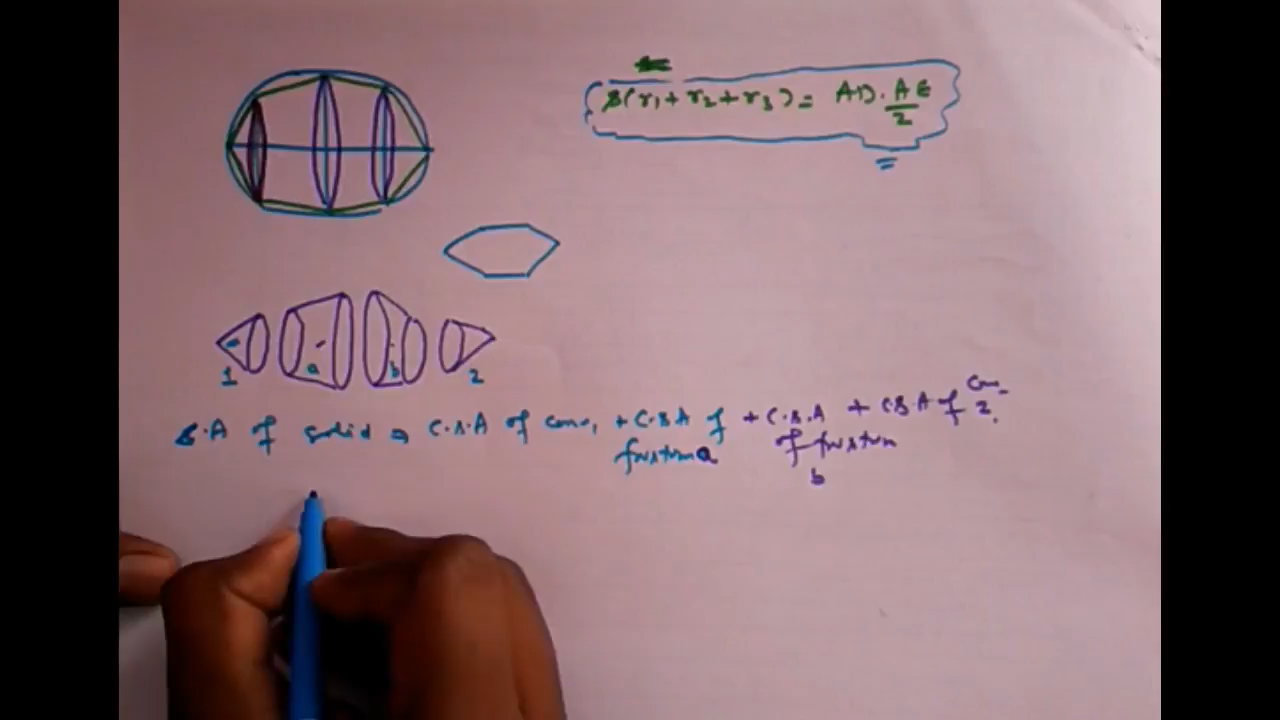 s(r₁+r₂+r₃) = AD.AE/2
1 a b 2
S.A of solid = C.S.A of cone₁ + C.S.A of + C.S.A + C.S.A of cone 2.
frustum a of frustum
b